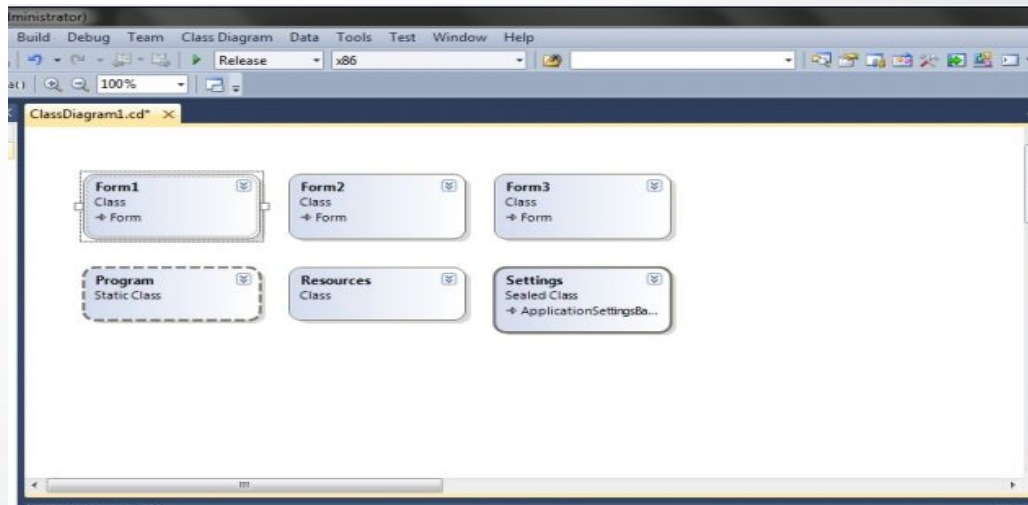 ministrator)
Build Debug Team Class Diagram Data Tools Test Window Help
Release x86
100%
ClassDiagram1.cd*
Form1
Class
Form
Form2
Class
Form
Form3
Class
Form
Program
Static Class
Resources
Class
Settings
Sealed Class
ApplicationSettingsBa...